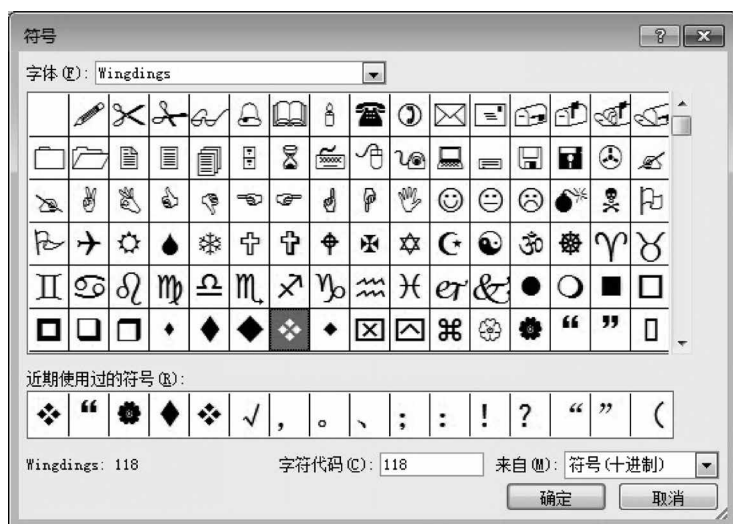 符号
字体(F): Wingdings
近期使用过的符号(R):
√ ， 。 、 ； ： ！ ？ “ ” （
Wingdings: 118 字符代码(C): 118 来自(M): 符号(十进制)
确定 取消